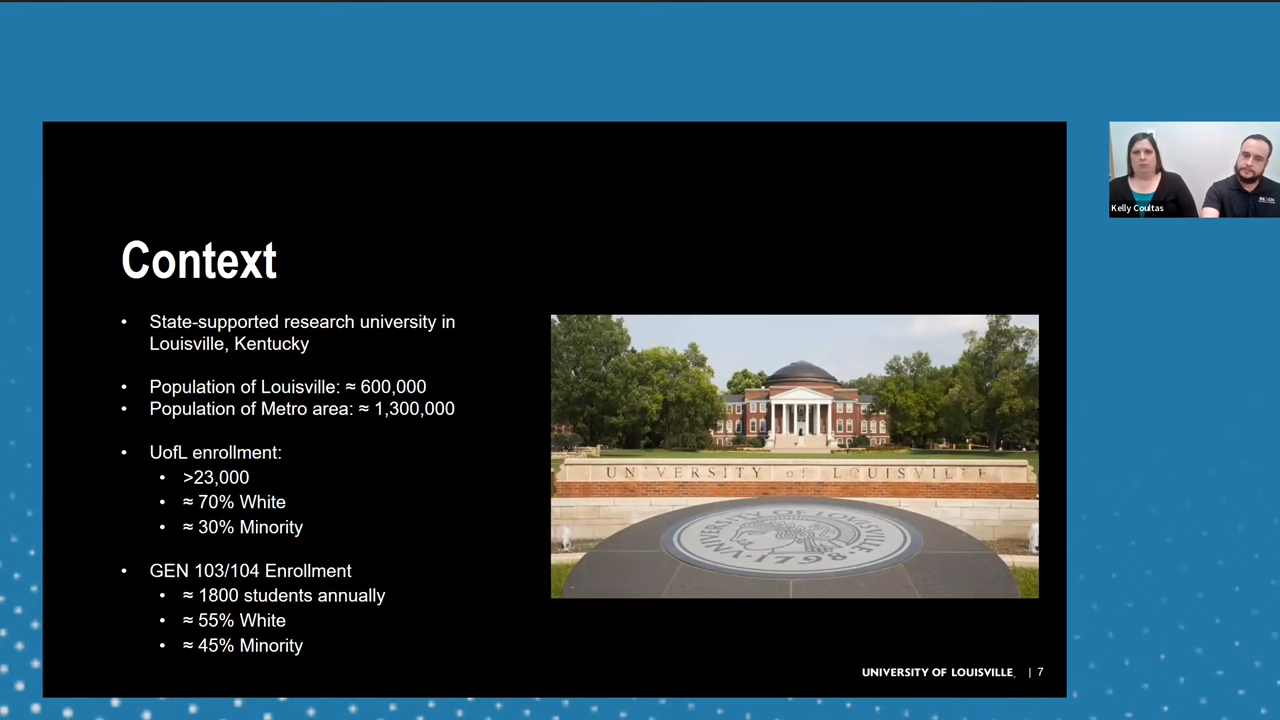 Context
• State-supported research university in
Louisville, Kentucky
• Population of Louisville: ≈ 600,000
• Population of Metro area: ≈ 1,300,000
• UofL enrollment:
• >23,000
• ≈ 70% White
• ≈ 30% Minority
• GEN 103/104 Enrollment
• ≈ 1800 students annually
• ≈ 55% White
• ≈ 45% Minority
UNIVERSITY of LOUISVILLE
UNIVERSITY OF LOUISVILLE
1798
UNIVERSITY OF LOUISVILLE. | 7
Kelly Coultas
REACH